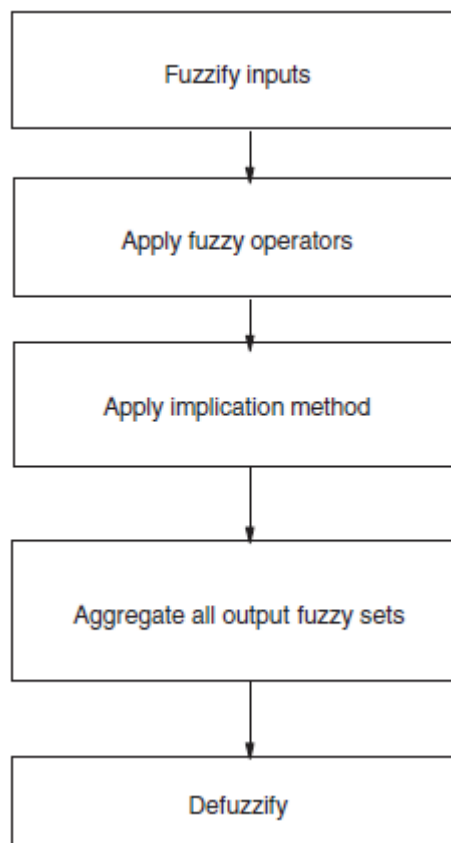 Fuzzify inputs
Apply fuzzy operators
Apply implication method
Aggregate all output fuzzy sets
Defuzzify